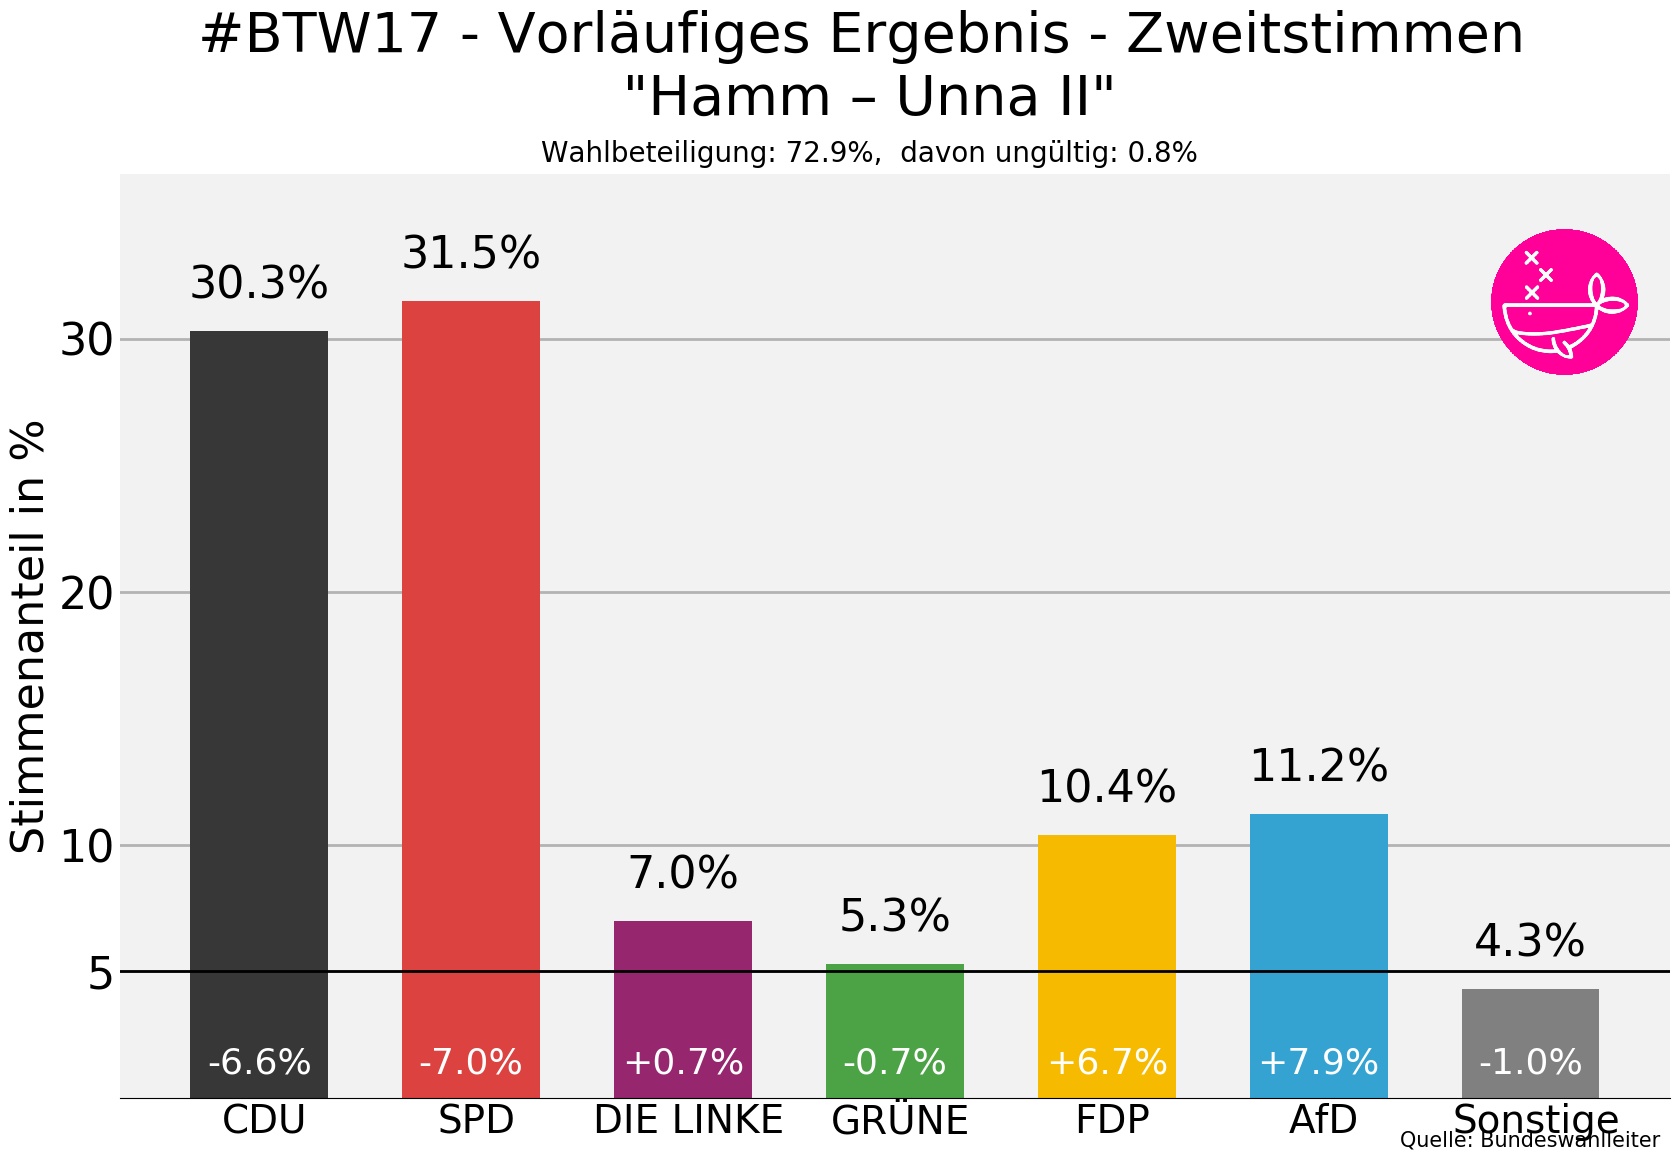 #BTW17 - Vorläufiges Ergebnis - Zweitstimmen
"Hamm – Unna II"
Wahlbeteiligung: 72.9%, davon ungültig: 0.8%
Stimmenanteil in %
30
20
10
5
30.3%
31.5%
7.0%
5.3%
10.4%
11.2%
4.3%
-6.6%
-7.0%
+0.7%
-0.7%
+6.7%
+7.9%
-1.0%
CDU
SPD
DIE LINKE
GRÜNE
FDP
AfD
Sonstige
Quelle: Bundeswahlleiter